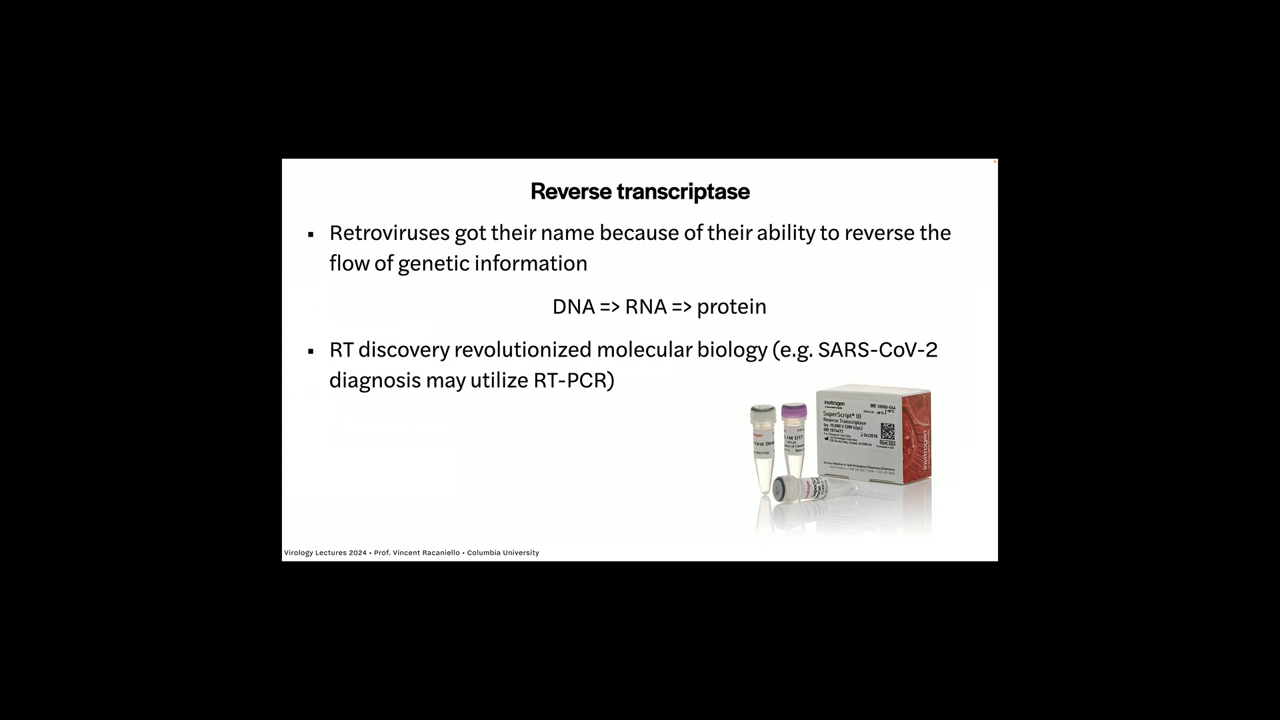 Reverse transcriptase
▪ Retroviruses got their name because of their ability to reverse the
flow of genetic information
DNA => RNA => protein
▪ RT discovery revolutionized molecular biology (e.g. SARS-CoV-2
diagnosis may utilize RT-PCR)
invitrogen
SuperScript® III
Reverse Transcriptase
invitrogen
First
Virology Lectures 2024 • Prof. Vincent Racaniello • Columbia University